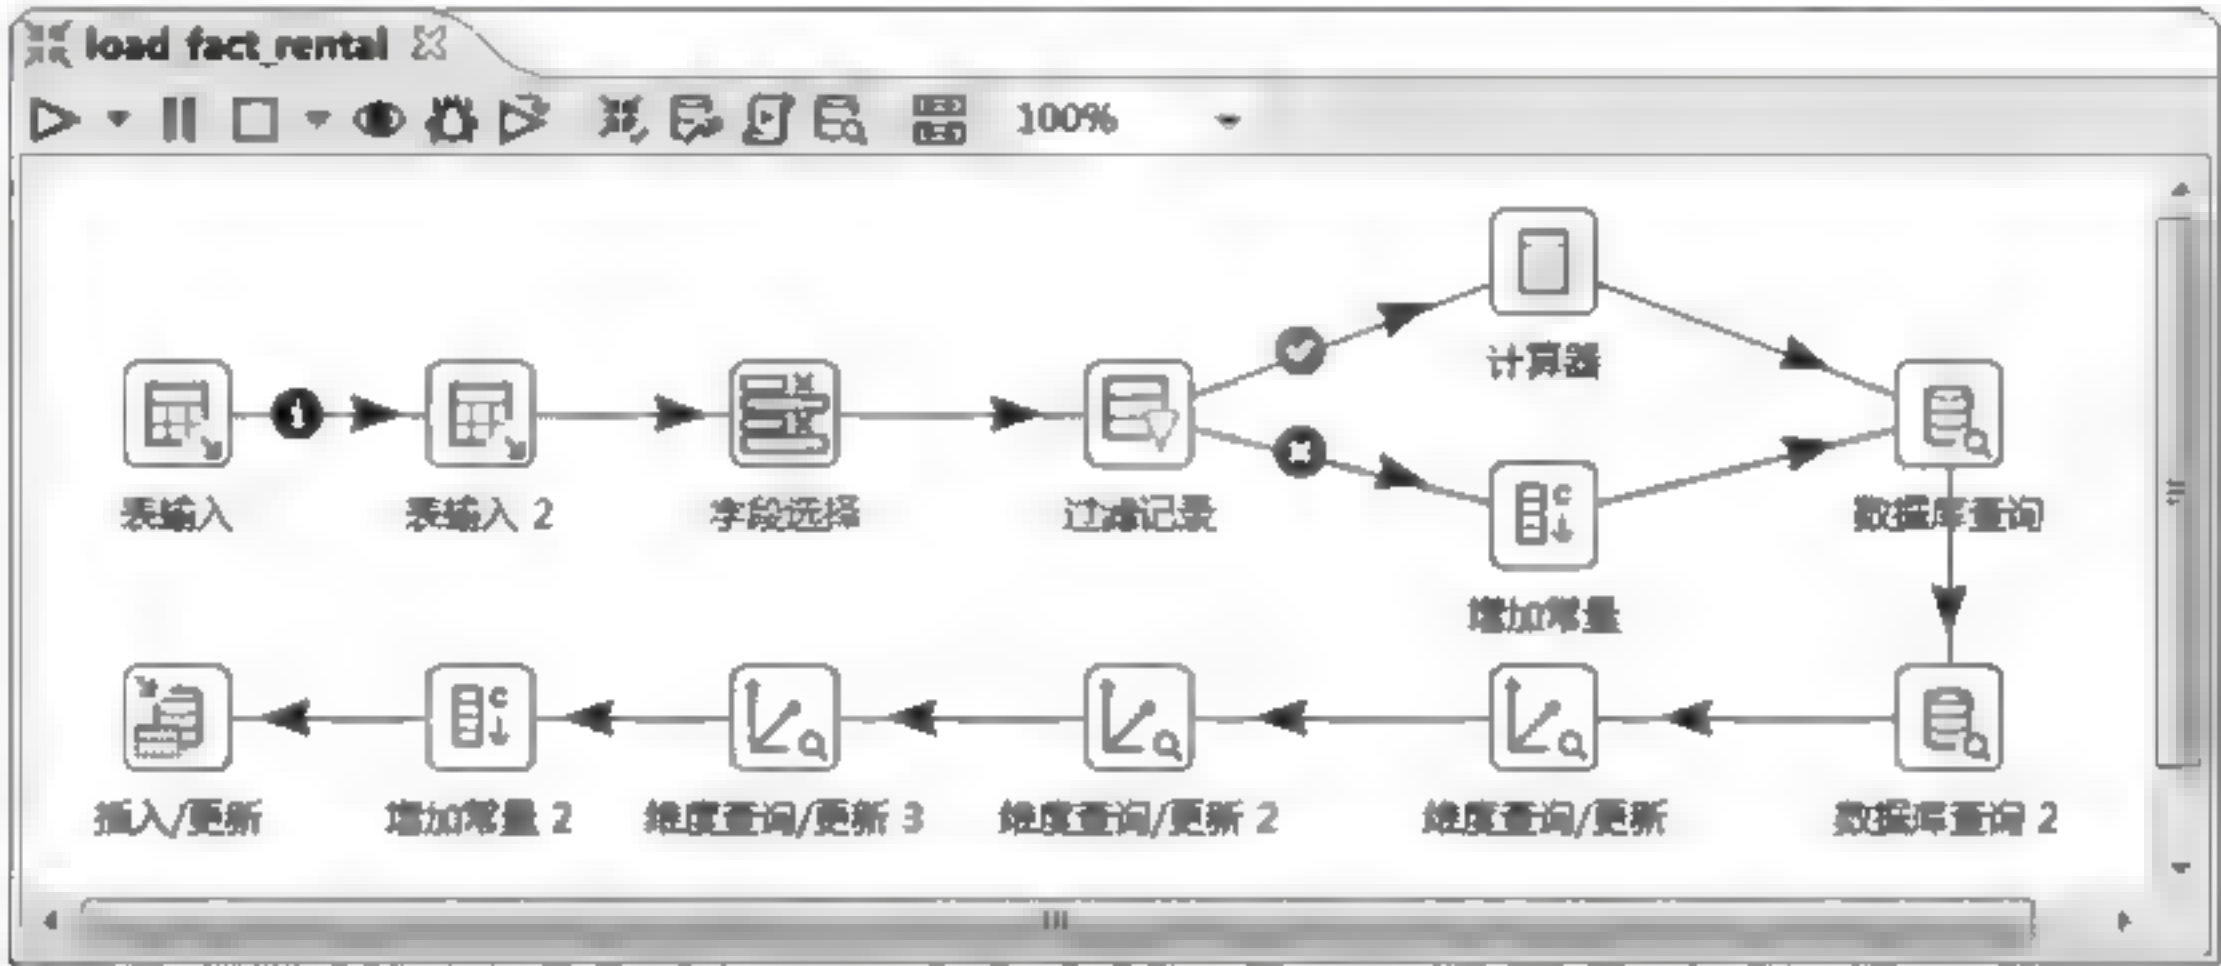 load_fact_rental
100%
计算器
表输入
表输入 2
字段选择
过滤记录
数据库查询
增加常量
插入/更新
增加常量 2
维度查询/更新 3
维度查询/更新 2
维度查询/更新
数据库查询 2